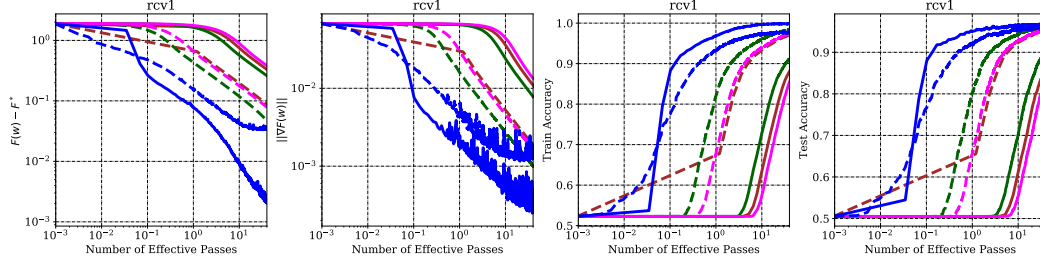 rcv1
F(w) − F*
10⁰
10⁻¹
10⁻²
10⁻³
10⁻³ 10⁻² 10⁻¹ 10⁰ 10¹
Number of Effective Passes
rcv1
||∇F(w)||
10⁻²
10⁻³
10⁻³ 10⁻² 10⁻¹ 10⁰ 10¹
Number of Effective Passes
rcv1
Train Accuracy
1.0
0.9
0.8
0.7
0.6
0.5
10⁻³ 10⁻² 10⁻¹ 10⁰ 10¹
Number of Effective Passes
rcv1
Test Accuracy
0.9
0.8
0.7
0.6
0.5
10⁻³ 10⁻² 10⁻¹ 10⁰ 10¹
Number of Effective Passes